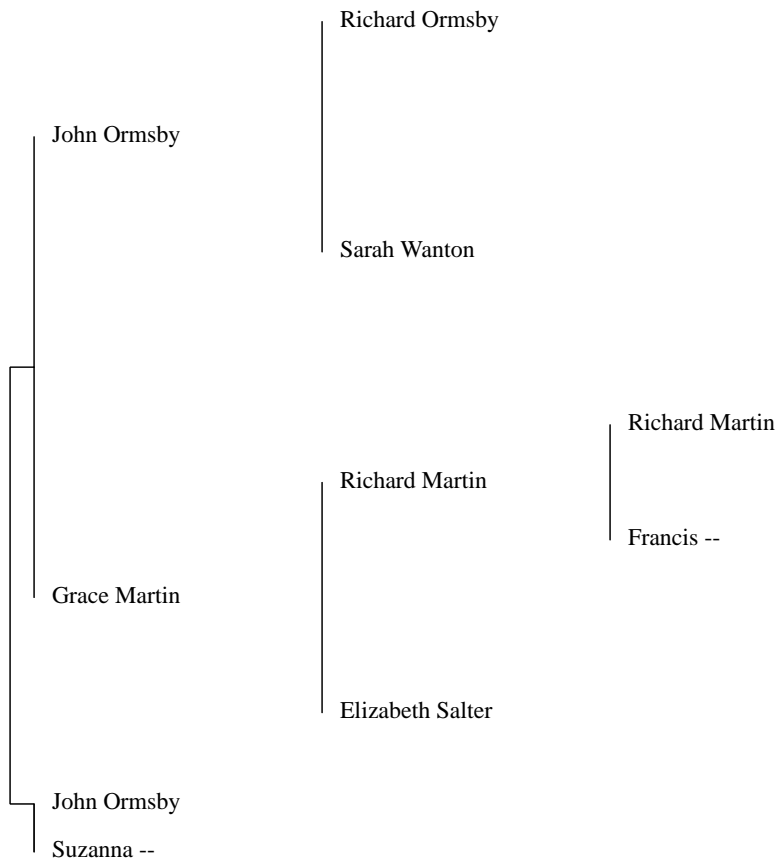 Richard Ormsby
John Ormsby
Sarah Wanton
Richard Martin
Richard Martin
Francis --
Grace Martin
Elizabeth Salter
John Ormsby
Suzanna --